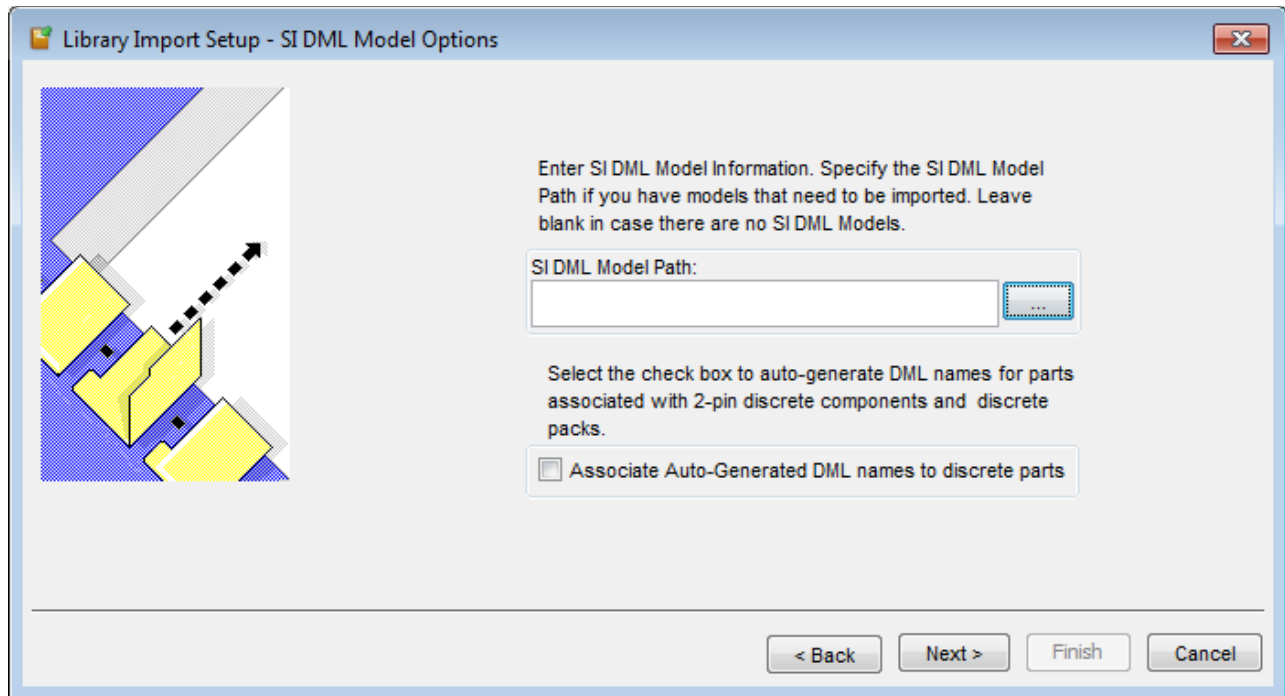 Library Import Setup - SI DML Model Options
Enter SI DML Model Information. Specify the SI DML Model
Path if you have models that need to be imported. Leave
blank in case there are no SI DML Models.
SI DML Model Path:
...
Select the check box to auto-generate DML names for parts
associated with 2-pin discrete components and discrete
packs.
Associate Auto-Generated DML names to discrete parts
< Back Next > Finish Cancel